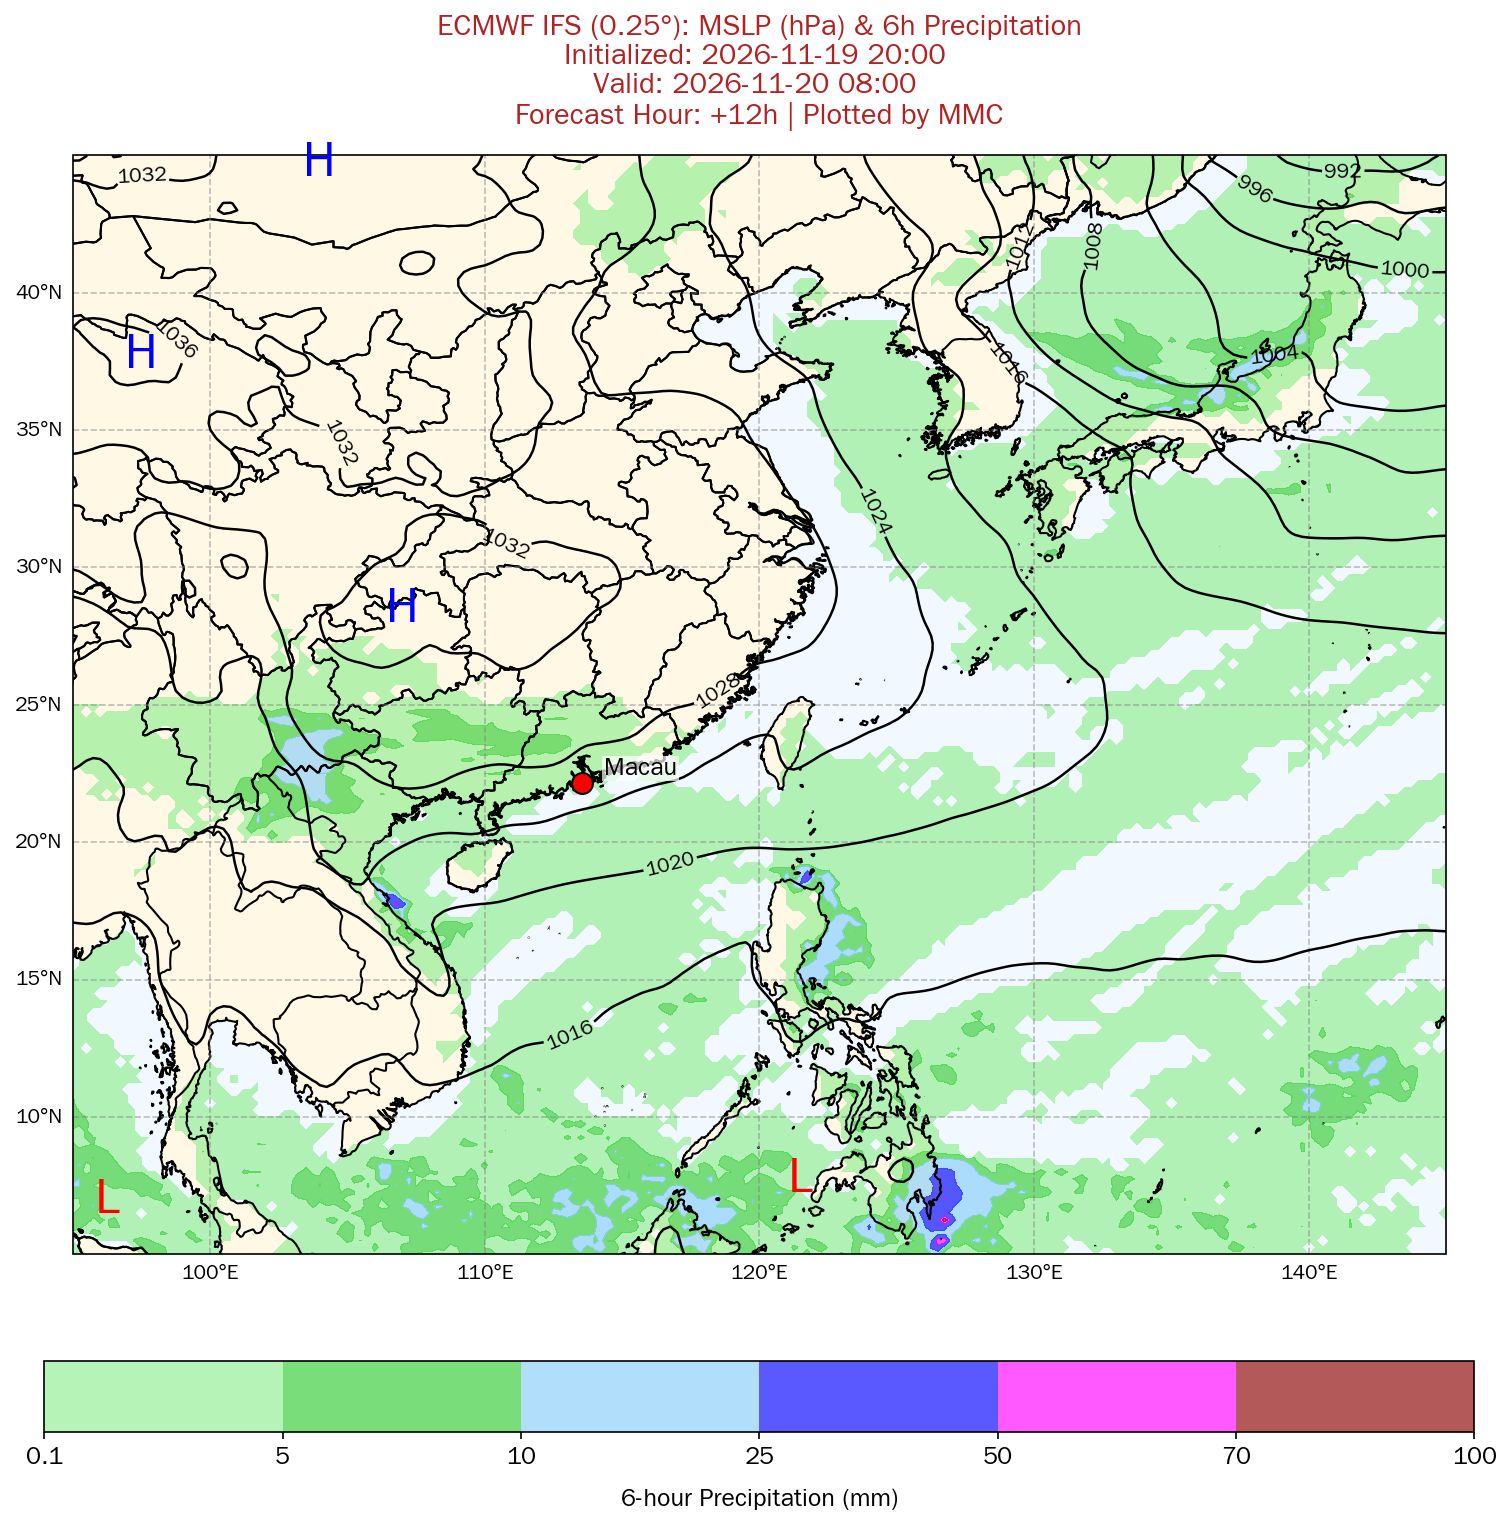 ECMWF IFS (0.25°): MSLP (hPa) & 6h Precipitation
Initialized: 2026-11-19 20:00
Valid: 2026-11-20 08:00
Forecast Hour: +12h | Plotted by MMC
H
1032
992
996
1012
1008
1000
40°N
H
1036
1016
1004
35°N
1032
1024
1032
30°N
H
1028
25°N
Macau
20°N
1020
15°N
1016
10°N
L
L
100°E
110°E
120°E
130°E
140°E
0.1
5
10
25
50
70
100
6-hour Precipitation (mm)